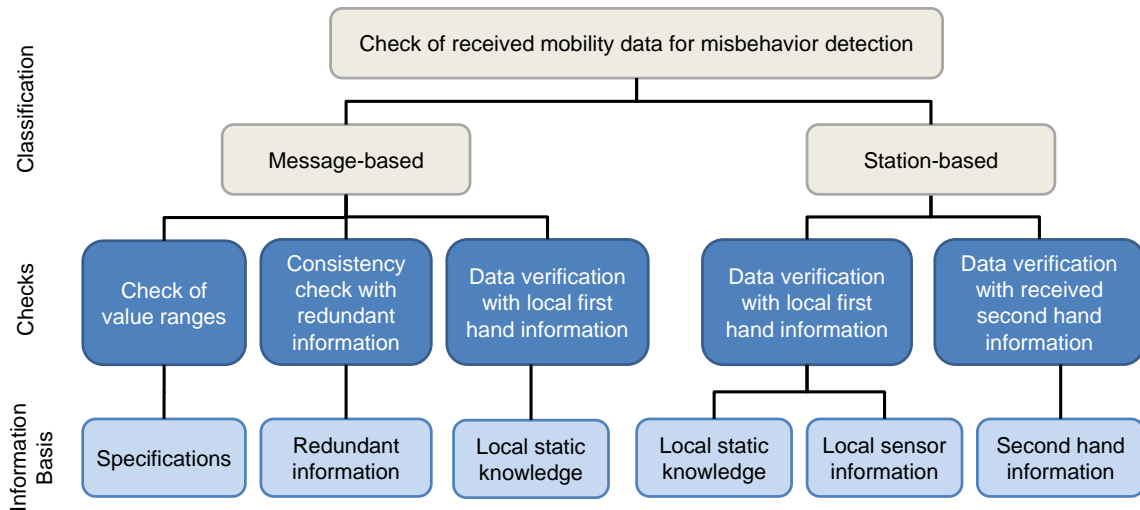 Classification
Check of received mobility data for misbehavior detection
Message-based
Station-based
Checks
Check of
value ranges
Consistency
check with
redundant
information
Data verification
with local first
hand information
Data verification
with local first
hand information
Data verification
with received
second hand
information
Information
Basis
Specifications
Redundant
information
Local static
knowledge
Local static
knowledge
Local sensor
information
Second hand
information